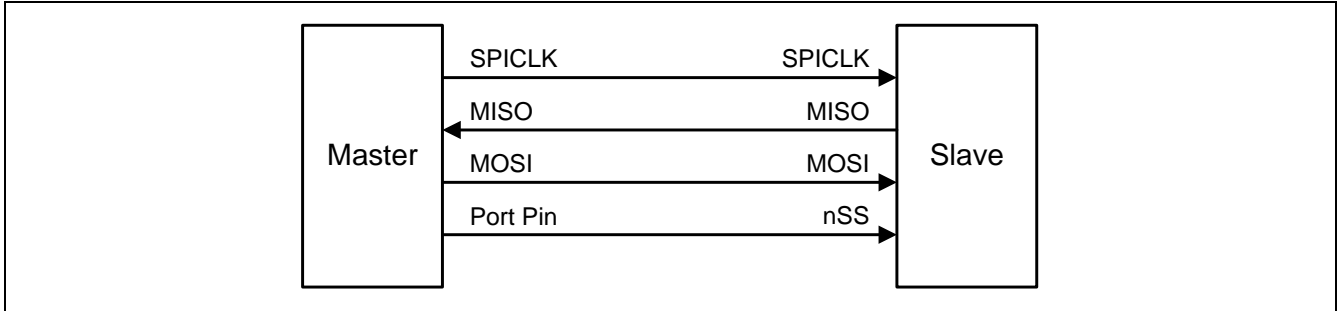 SPICLK SPICLK
MISO MISO
Master MOSI MOSI Slave
Port Pin nSS